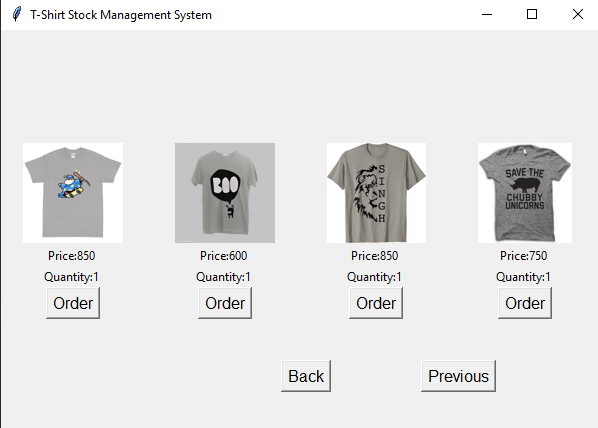 T-Shirt Stock Management System
BOO
SINGH
SAVE THE
CHUBBY
UNICORNS
Price:850
Price:600
Price:850
Price:750
Quantity:1
Quantity:1
Quantity:1
Quantity:1
Order
Order
Order
Order
Back
Previous